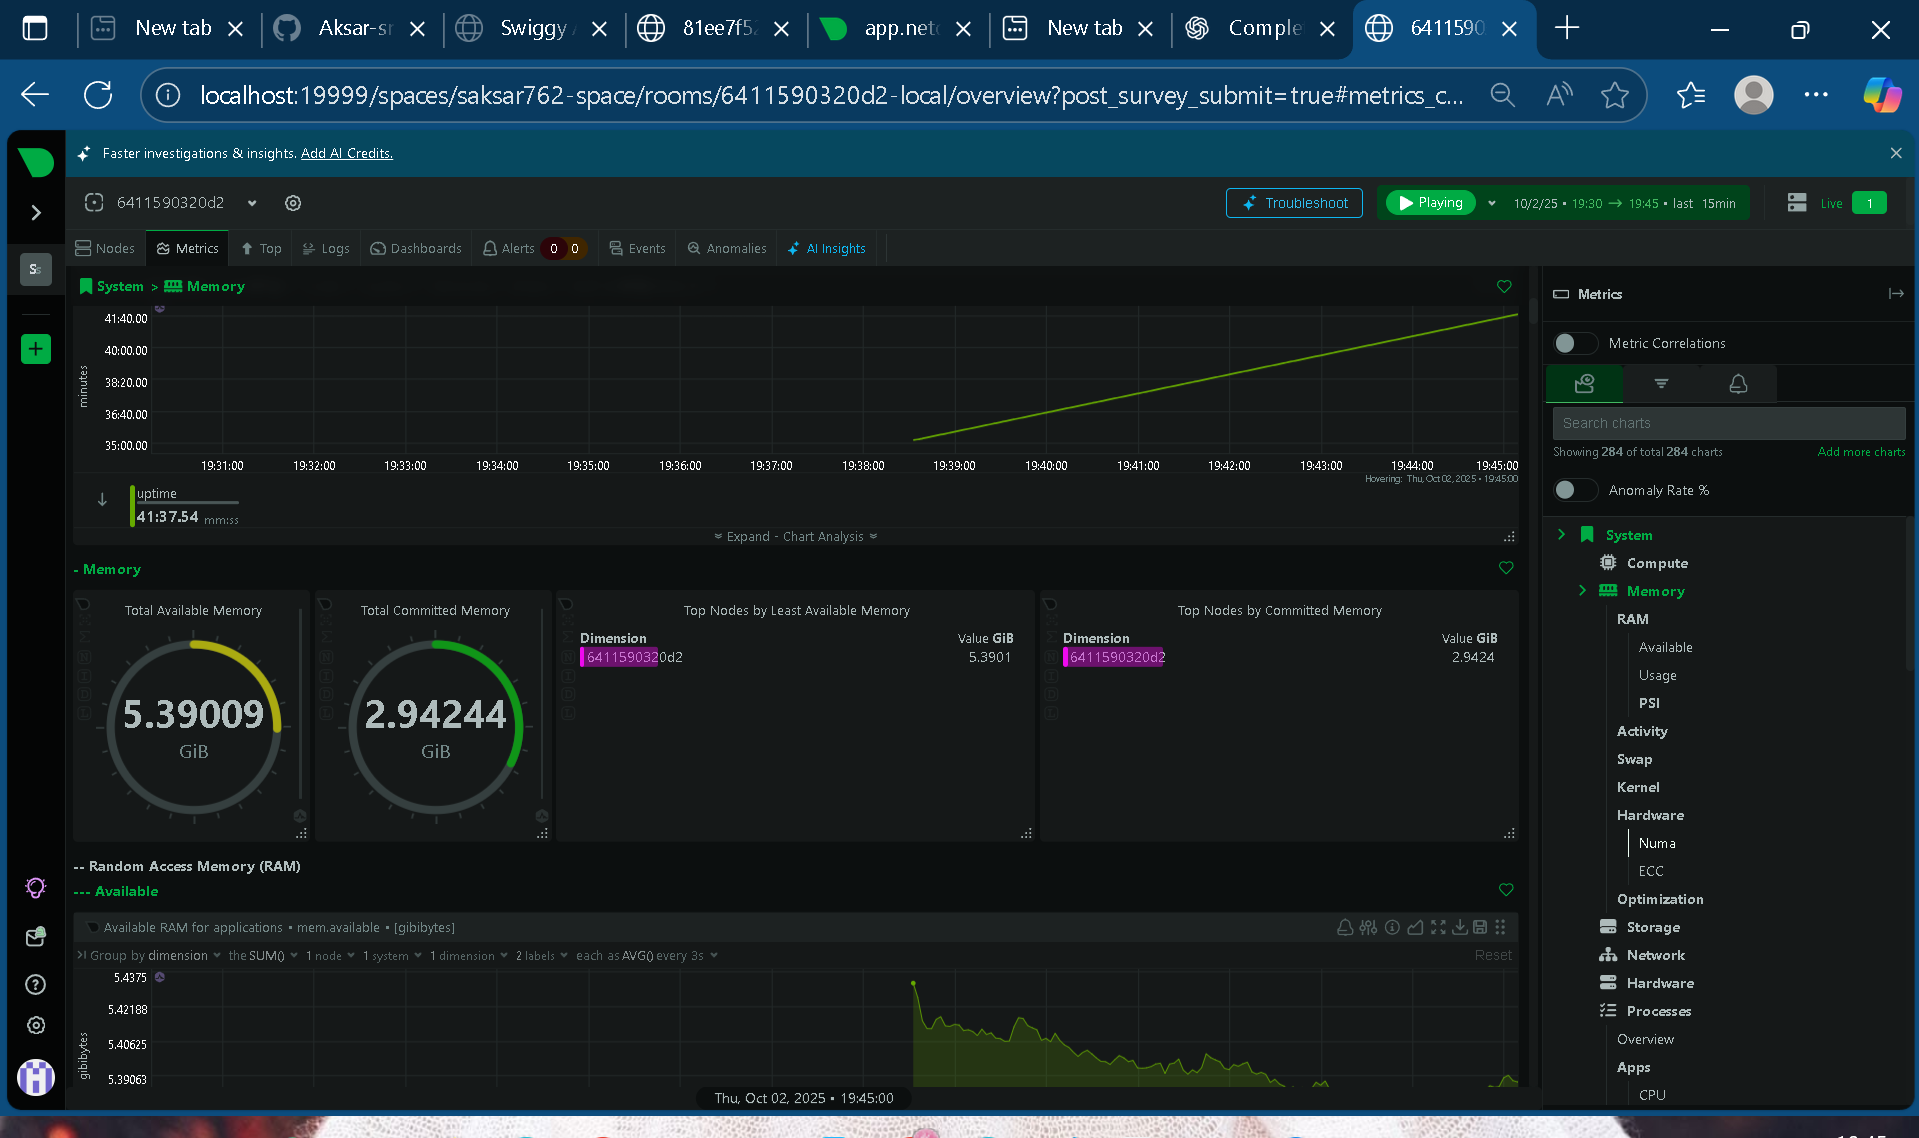 New tab
Aksar-sr
Swiggy
81ee7f52
app.netd
New tab
Comple
6411590
localhost:19999/spaces/saksar762-space/rooms/6411590320d2-local/overview?post_survey_submit=true#metrics_c...
Faster investigations & insights. Add AI Credits.
6411590320d2
Troubleshoot
Playing
10/2/25 • 19:30 → 19:45 • last 15min
Live
1
Nodes
Metrics
Top
Logs
Dashboards
Alerts 0 0
Events
Anomalies
AI Insights
Ss
System > Memory
41:40.00
40:00.00
38:20.00
36:40.00
35:00.00
minutes
19:31:00 19:32:00 19:33:00 19:34:00 19:35:00 19:36:00 19:37:00 19:38:00 19:39:00 19:40:00 19:41:00 19:42:00 19:43:00 19:44:00 19:45:00
Hovering: Thu, Oct 02, 2025 • 19:45:00
uptime
41:37.54 mm:ss
Expand - Chart Analysis
- Memory
Total Available Memory
5.39009
GiB
Total Committed Memory
2.94244
GiB
Top Nodes by Least Available Memory
Dimension Value GiB
6411590320d2 5.3901
Top Nodes by Committed Memory
Dimension Value GiB
6411590320d2 2.9424
-- Random Access Memory (RAM)
--- Available
Available RAM for applications • mem.available • [gibibytes]
Group by dimension the SUM() 1 node 1 system 1 dimension 2 labels each as AVG() every 3s
Reset
5.4375
5.42188
5.40625
5.39063
gibibytes
Thu, Oct 02, 2025 • 19:45:00
Metrics
Metric Correlations
Search charts
Showing 284 of total 284 charts
Add more charts
Anomaly Rate %
System
Compute
Memory
RAM
Available
Usage
PSI
Activity
Swap
Kernel
Hardware
Numa
ECC
Optimization
Storage
Network
Hardware
Processes
Overview
Apps
CPU